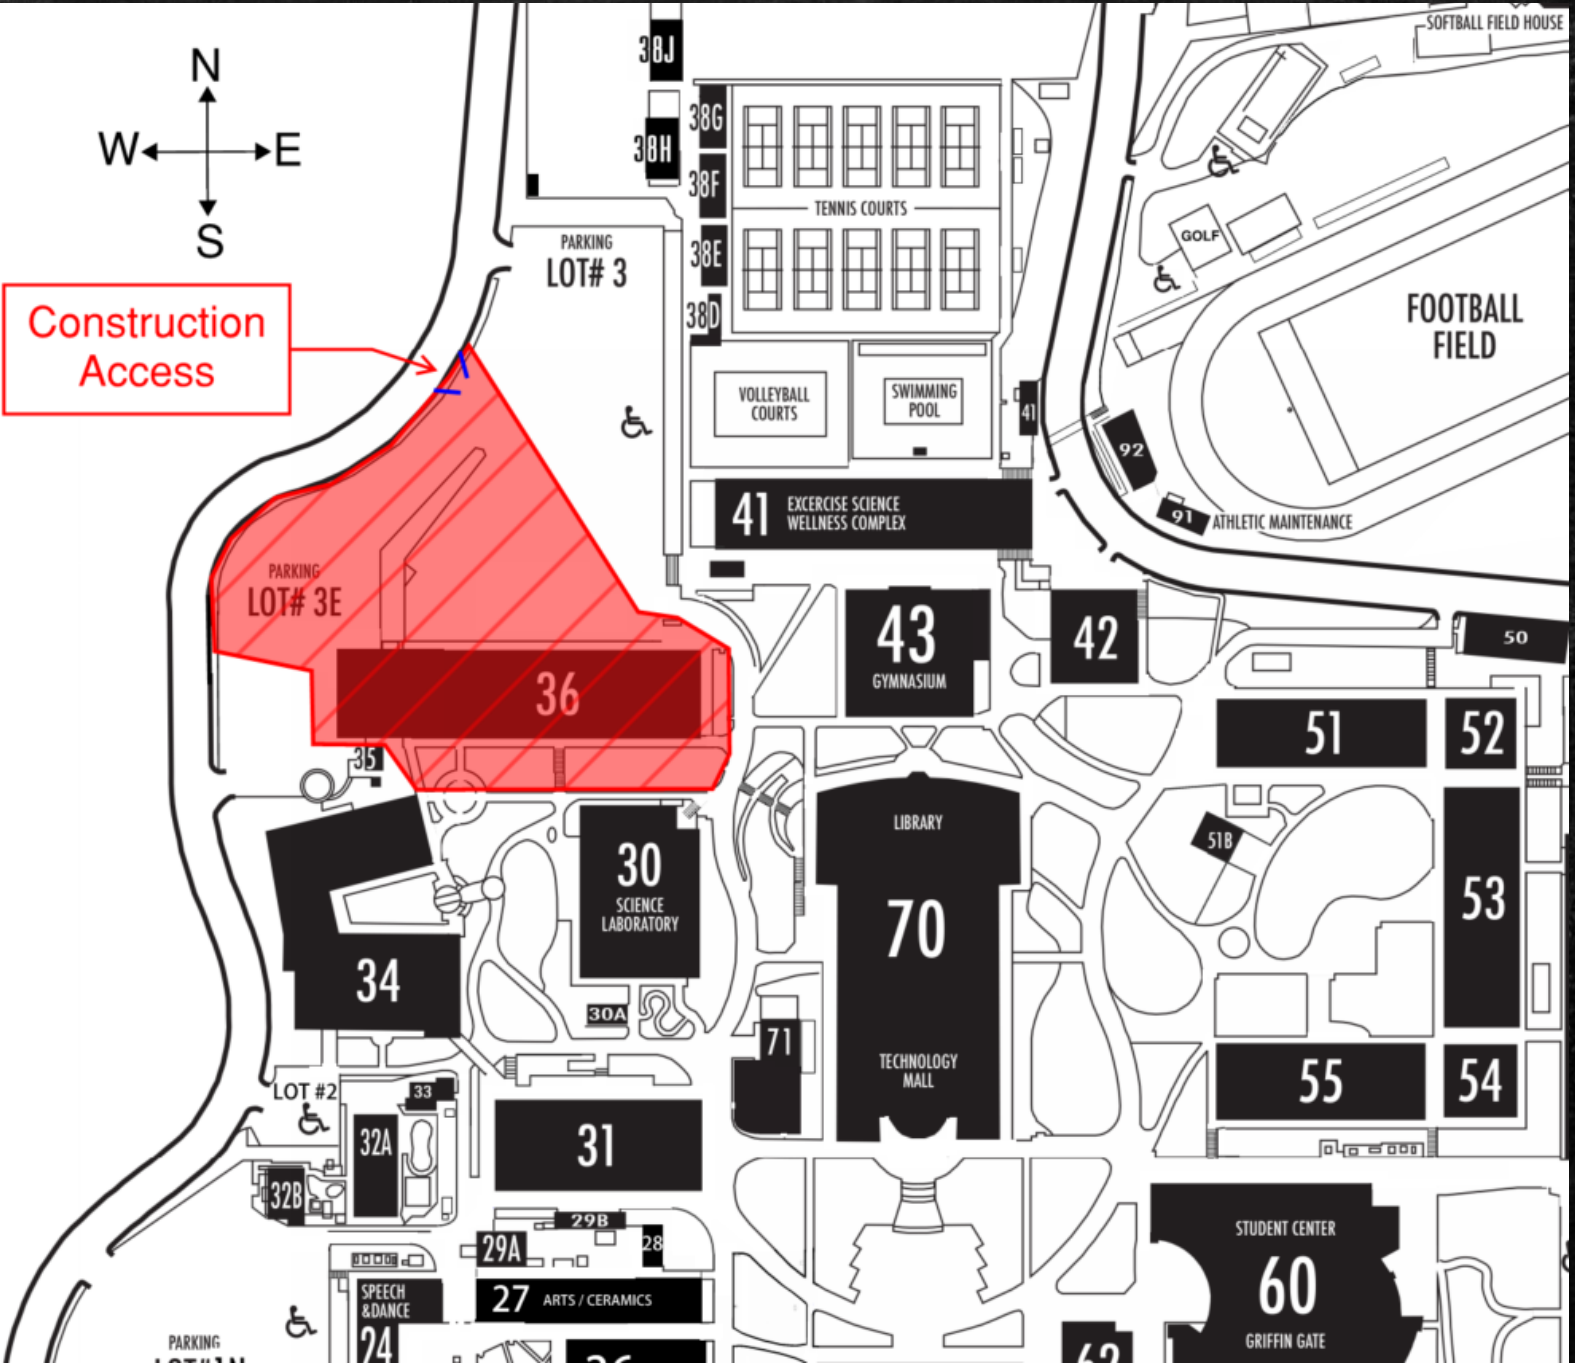 SOFTBALL FIELD HOUSE
N
W
E
S
38J
38G
38H
38F
TENNIS COURTS
38E
38D
GOLF
PARKING
LOT# 3
Construction
Access
FOOTBALL
FIELD
VOLLEYBALL
COURTS
SWIMMING
POOL
41
92
41
EXCERCISE SCIENCE
WELLNESS COMPLEX
91
ATHLETIC MAINTENANCE
PARKING
LOT# 3E
43
GYMNASIUM
42
50
36
51
52
35
LIBRARY
51B
30
SCIENCE
LABORATORY
70
53
34
30A
71
TECHNOLOGY
MALL
55
54
LOT #2
33
32A
31
32B
29B
29A
28
STUDENT CENTER
60
GRIFFIN GATE
SPEECH
&DANCE
24
27
ARTS / CERAMICS
PARKING
LOT#1N
26
62